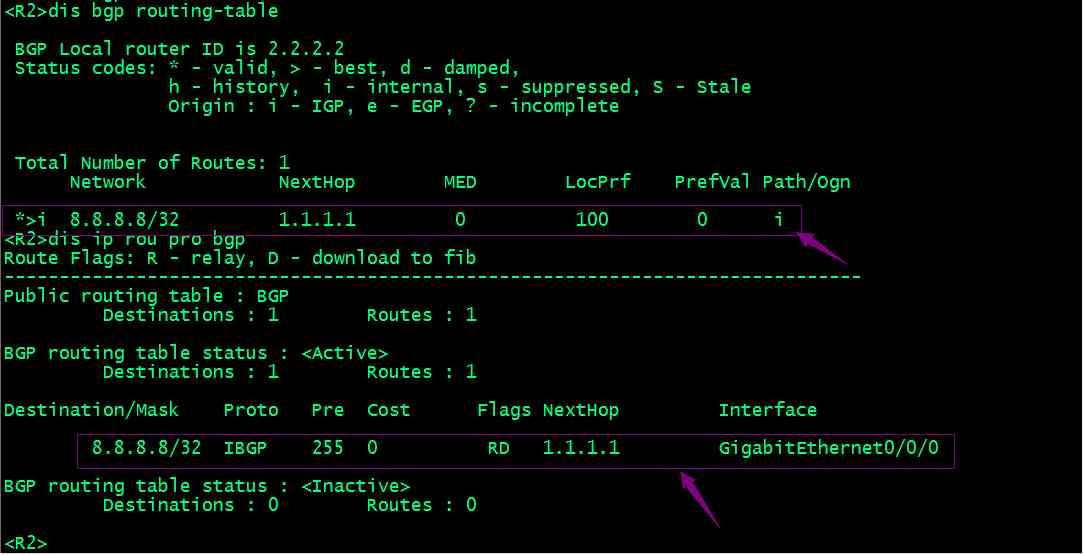 <R2>dis bgp routing-table
BGP Local router ID is 2.2.2.2
Status codes: * - valid, > - best, d - damped,
h - history,  i - internal, s - suppressed, S - Stale
Origin : i - IGP, e - EGP, ? - incomplete
Total Number of Routes: 1
Network            NextHop        MED        LocPrf    PrefVal Path/Ogn
*>i  8.8.8.8/32         1.1.1.1         0          100        0      i
<R2>dis ip rou pro bgp
Route Flags: R - relay, D - download to fib
------------------------------------------------------------------------------
Public routing table : BGP
Destinations : 1        Routes : 1
BGP routing table status : <Active>
Destinations : 1        Routes : 1
Destination/Mask    Proto   Pre  Cost      Flags NextHop         Interface
8.8.8.8/32  IBGP    255  0          RD   1.1.1.1         GigabitEthernet0/0/0
BGP routing table status : <Inactive>
Destinations : 0        Routes : 0
<R2>